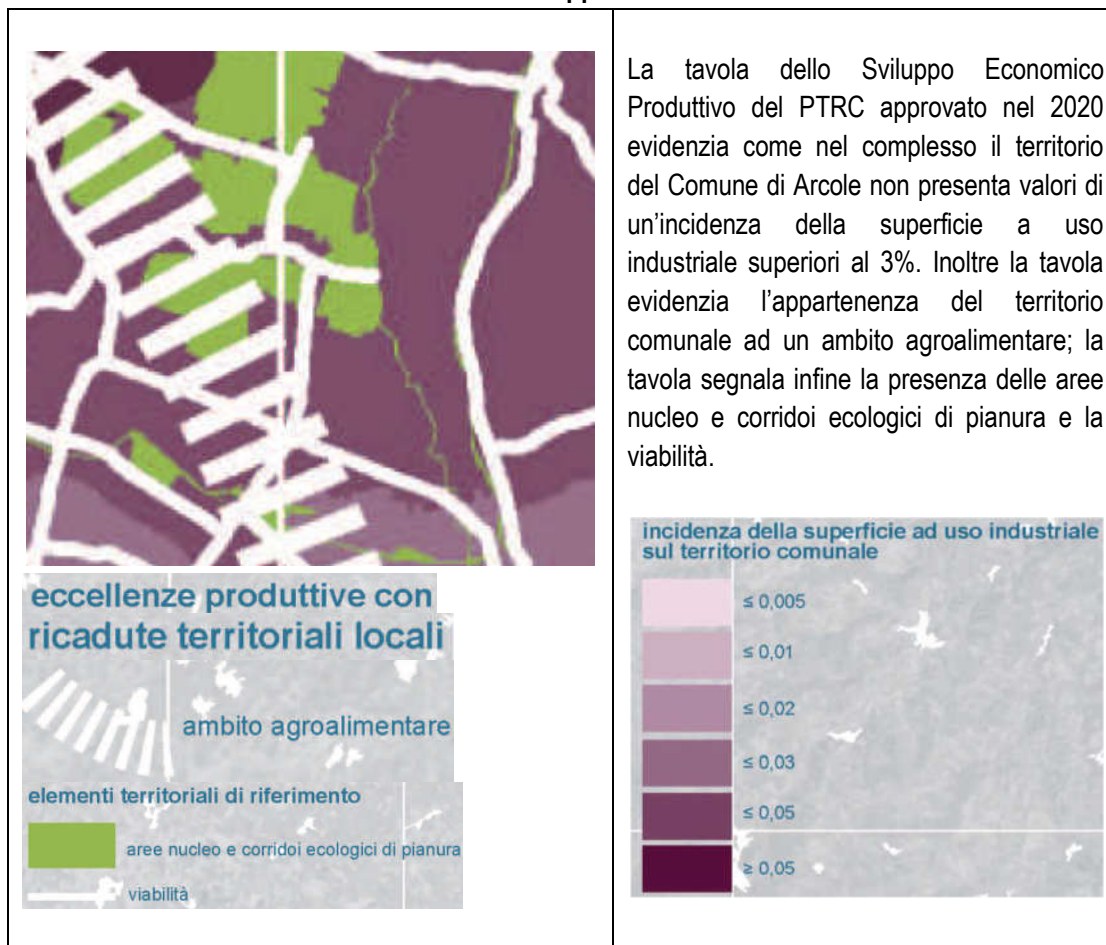 La tavola dello Sviluppo Economico
Produttivo del PTRC approvato nel 2020
evidenzia come nel complesso il territorio
del Comune di Arcole non presenta valori di
un’incidenza della superficie a uso
industriale superiori al 3%. Inoltre la tavola
evidenzia l’appartenenza del territorio
comunale ad un ambito agroalimentare; la
tavola segnala infine la presenza delle aree
nucleo e corridoi ecologici di pianura e la
viabilità.
eccellenze produttive con
ricadute territoriali locali
ambito agroalimentare
elementi territoriali di riferimento
aree nucleo e corridoi ecologici di pianura
viabilità
incidenza della superficie ad uso industriale
sul territorio comunale
≤ 0,005
≤ 0,01
≤ 0,02
≤ 0,03
≤ 0,05
≥ 0,05